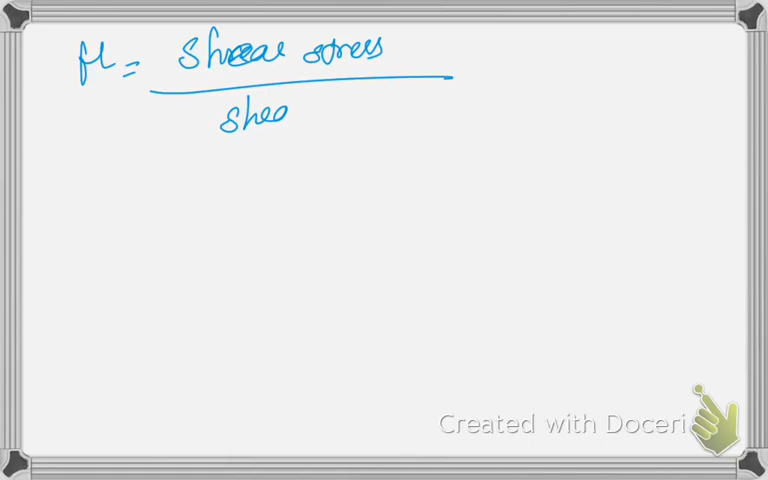 μ = Shear stress
shea
Created with Doceri